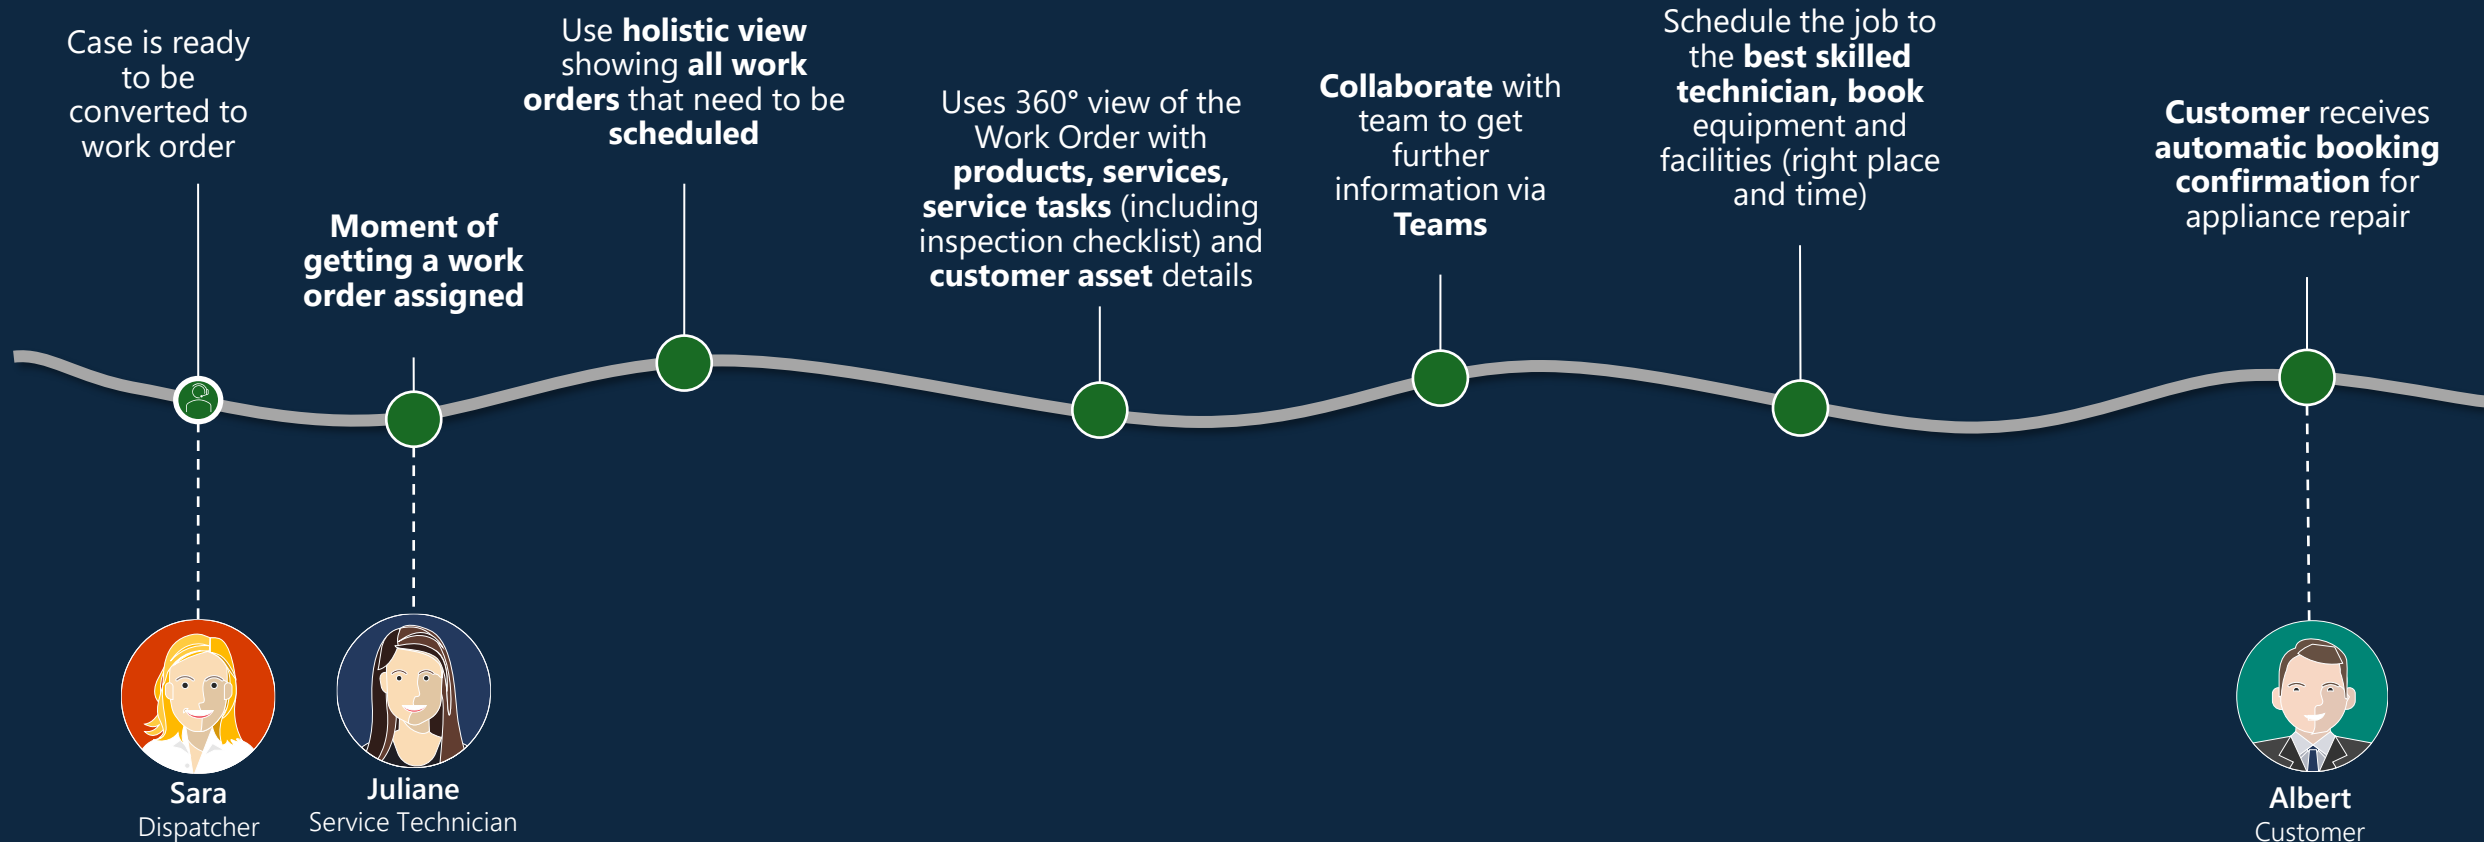 Case is ready
to be
converted to
work order
Moment of
getting a work
order assigned
Use holistic view
showing all work
orders that need to be
scheduled
Uses 360° view of the
Work Order with
products, services,
service tasks (including
inspection checklist) and
customer asset details
Collaborate with
team to get
further
information via
Teams
Schedule the job to
the best skilled
technician, book
equipment and
facilities (right place
and time)
Customer receives
automatic booking
confirmation for
appliance repair
Sara
Dispatcher
Juliane
Service Technician
Albert
Customer